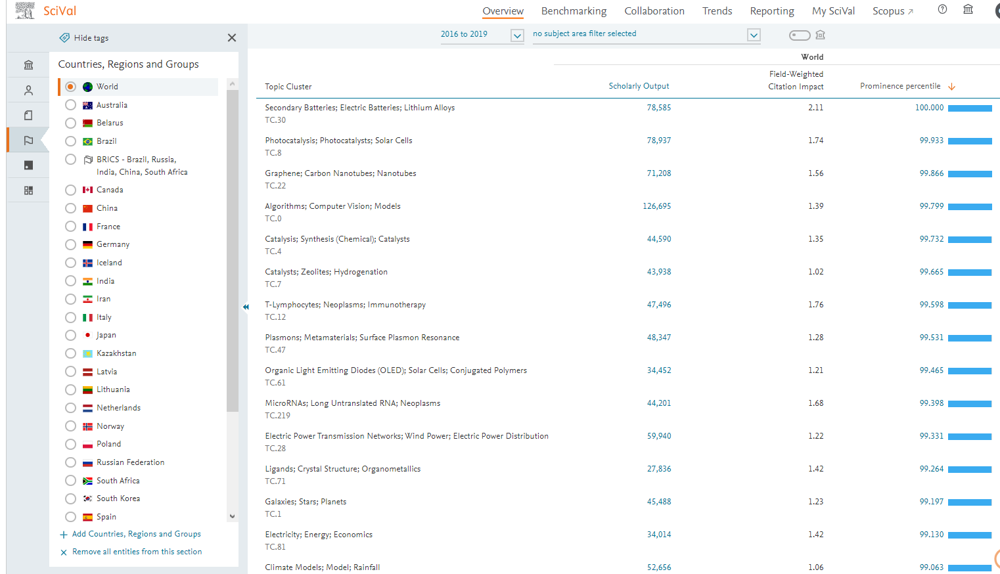 SciVal
Overview
Benchmarking
Collaboration
Trends
Reporting
My SciVal
Scopus
Hide tags
2016 to 2019
no subject area filter selected
Countries, Regions and Groups
World
Australia
Belarus
Brazil
BRICS - Brazil, Russia,
India, China, South Africa
Canada
China
France
Germany
Iceland
India
Iran
Italy
Japan
Kazakhstan
Latvia
Lithuania
Netherlands
Norway
Poland
Russian Federation
South Africa
South Korea
Spain
Add Countries, Regions and Groups
Remove all entities from this section
World
Topic Cluster
Scholarly Output
Field-Weighted
Citation Impact
Prominence percentile
Secondary Batteries; Electric Batteries; Lithium Alloys 78,585 2.11 100.000
TC.30
Photocatalysis; Photocatalysts; Solar Cells 78,937 1.74 99.933
TC.8
Graphene; Carbon Nanotubes; Nanotubes 71,208 1.56 99.866
TC.22
Algorithms; Computer Vision; Models 126,695 1.39 99.799
TC.0
Catalysis; Synthesis (Chemical); Catalysts 44,590 1.35 99.732
TC.4
Catalysts; Zeolites; Hydrogenation 43,938 1.02 99.665
TC.7
T-Lymphocytes; Neoplasms; Immunotherapy 47,496 1.76 99.598
TC.12
Plasmons; Metamaterials; Surface Plasmon Resonance 48,347 1.28 99.531
TC.47
Organic Light Emitting Diodes (OLED); Solar Cells; Conjugated Polymers 34,452 1.21 99.465
TC.61
MicroRNAs; Long Untranslated RNA; Neoplasms 44,201 1.68 99.398
TC.219
Electric Power Transmission Networks; Wind Power; Electric Power Distribution 59,940 1.22 99.331
TC.28
Ligands; Crystal Structure; Organometallics 27,836 1.42 99.264
TC.71
Galaxies; Stars; Planets 45,488 1.23 99.197
TC.1
Electricity; Energy; Economics 34,014 1.42 99.130
TC.81
Climate Models; Model; Rainfall 52,656 1.06 99.063